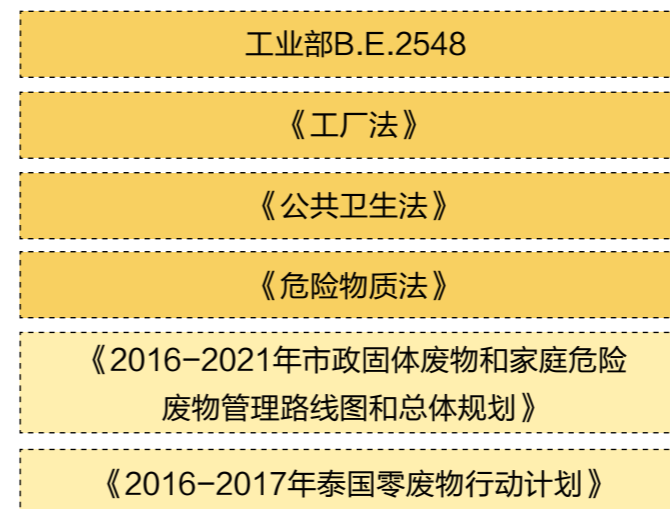 工业部B.E.2548
《工厂法》
《公共卫生法》
《危险物质法》
《2016-2021年市政固体废物和家庭危险
废物管理路线图和总体规划》
《2016-2017年泰国零废物行动计划》